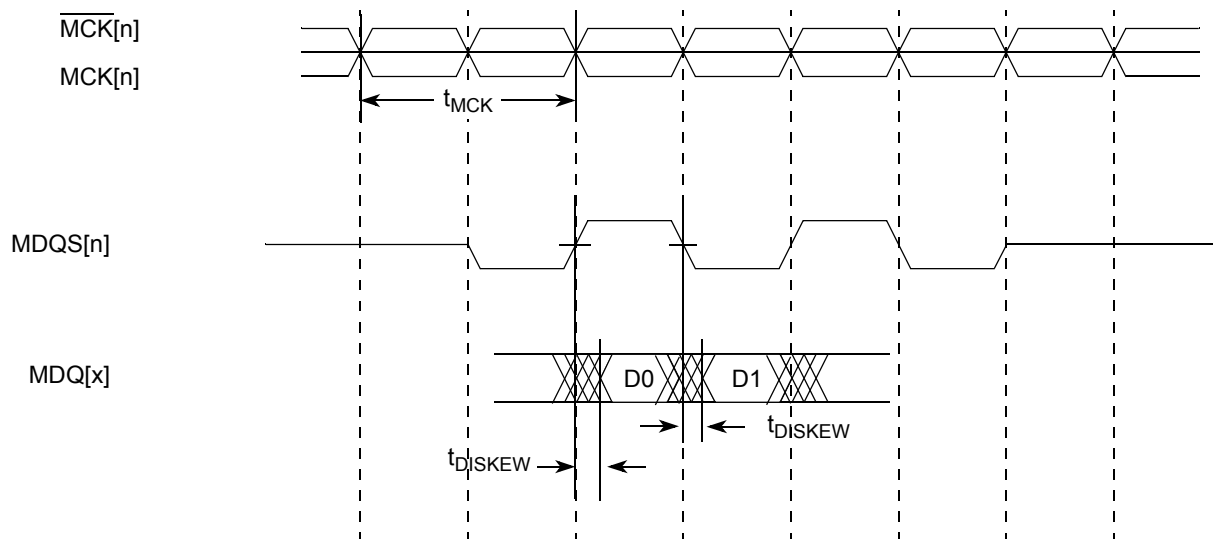 MCK[n]
MCK[n]
tMCK
MDQS[n]
MDQ[x]
D0
D1
tDISKEW
tDISKEW